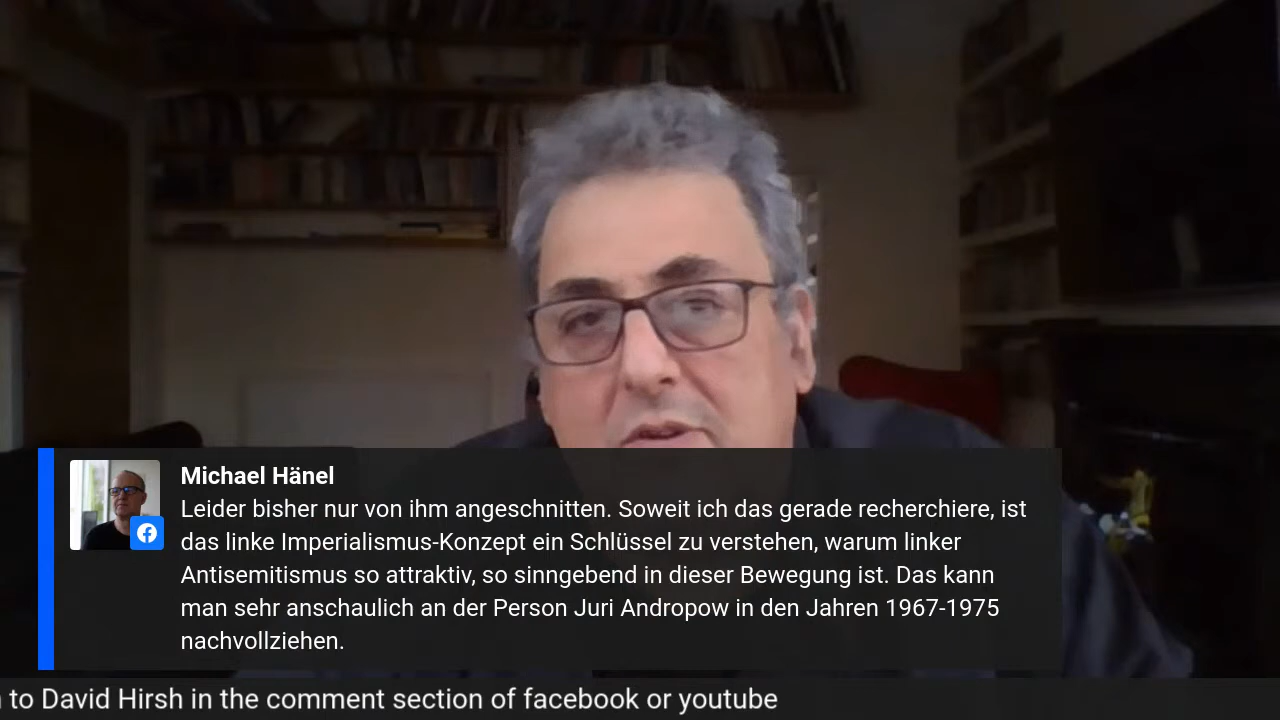 Michael Hänel
Leider bisher nur von ihm angeschnitten. Soweit ich das gerade recherchiere, ist
das linke Imperialismus-Konzept ein Schlüssel zu verstehen, warum linker
Antisemitismus so attraktiv, so sinngebend in dieser Bewegung ist. Das kann
man sehr anschaulich an der Person Juri Andropow in den Jahren 1967-1975
nachvollziehen.
to David Hirsh in the comment section of facebook or youtube